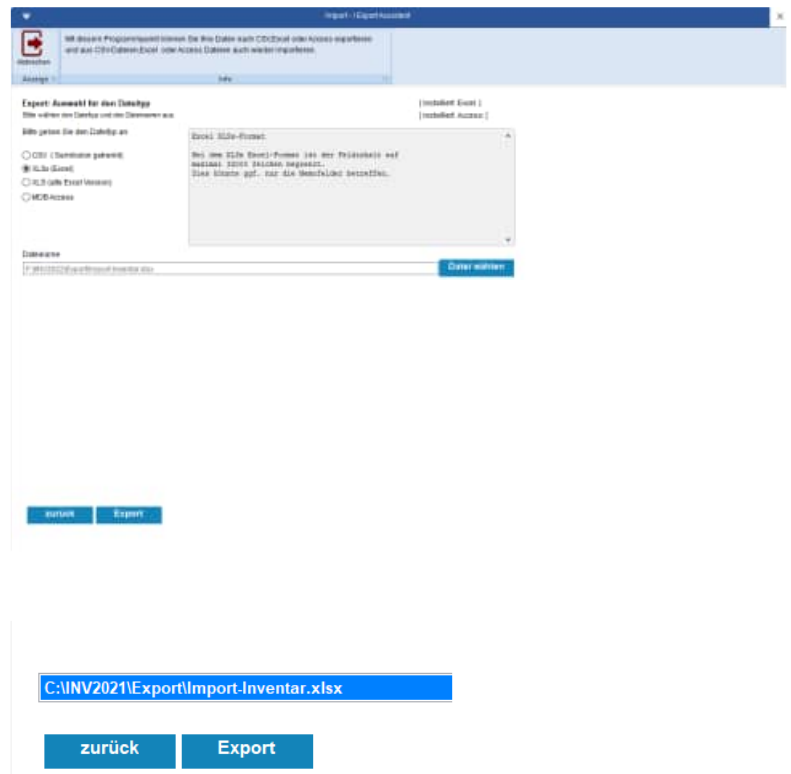 Import- / Export Assistent
Mit diesem Programmpunkt können Sie Ihre Daten nach CSV,Excel oder Access exportieren
und aus CSV-Dateien,Excel oder Access Dateien auch wieder importieren.
Abbrechen
Anzeige
Info
Export: Auswahl für den Dateityp
[ Installiert Excel ]
Bitte wählen den Dateityp und den Dateinamen aus
[ Installiert Access ]
Bitte geben Sie den Dateityp an
Excel XLSx-Format
CSV ( Semikolon getrennt)
Bei dem XLSx Excel-Format ist der Feldinhalt auf
maximal Zeichen begrenzt.
XLSx (Excel)
Dies könnte ggf. nur die Memofelder betreffen.
XLS (alte Excel Version)
MDB-Access
Dateiname
Datei wählen
zurück Export
C:\INV2021\Export\Import-Inventar.xlsx
zurück Export